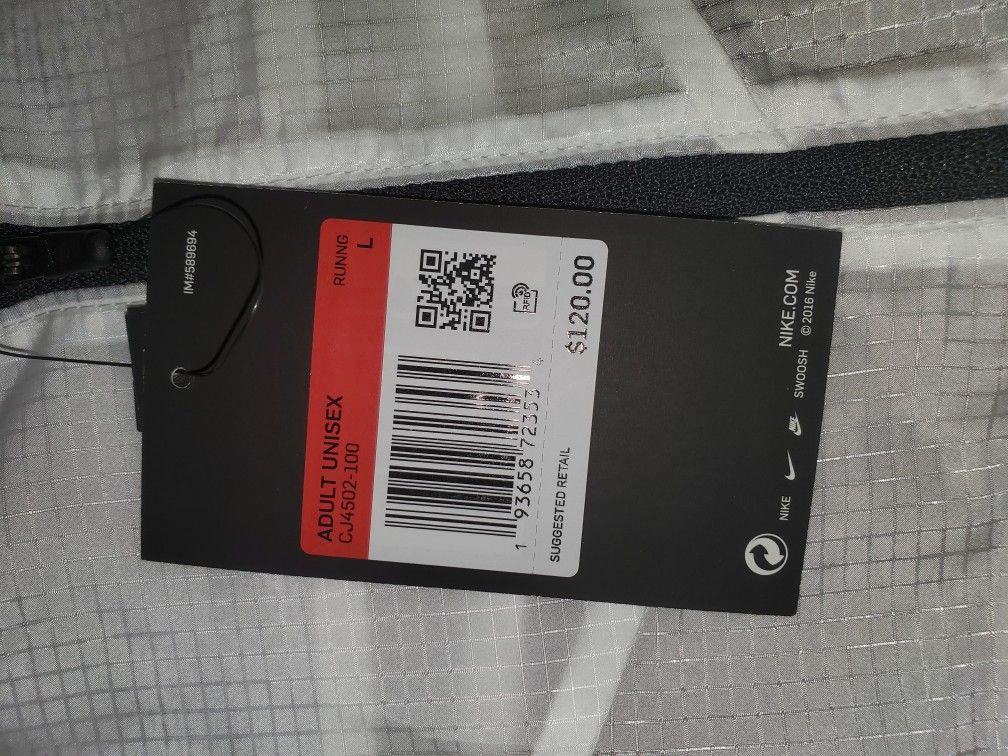 IM#589694
RUNNG
L
ADULT UNISEX
CJ4502-100
RFID
1 93658 72353 4
SUGGESTED RETAIL
$120.00
NIKE SWOOSH NIKE.COM
© 2016 Nike